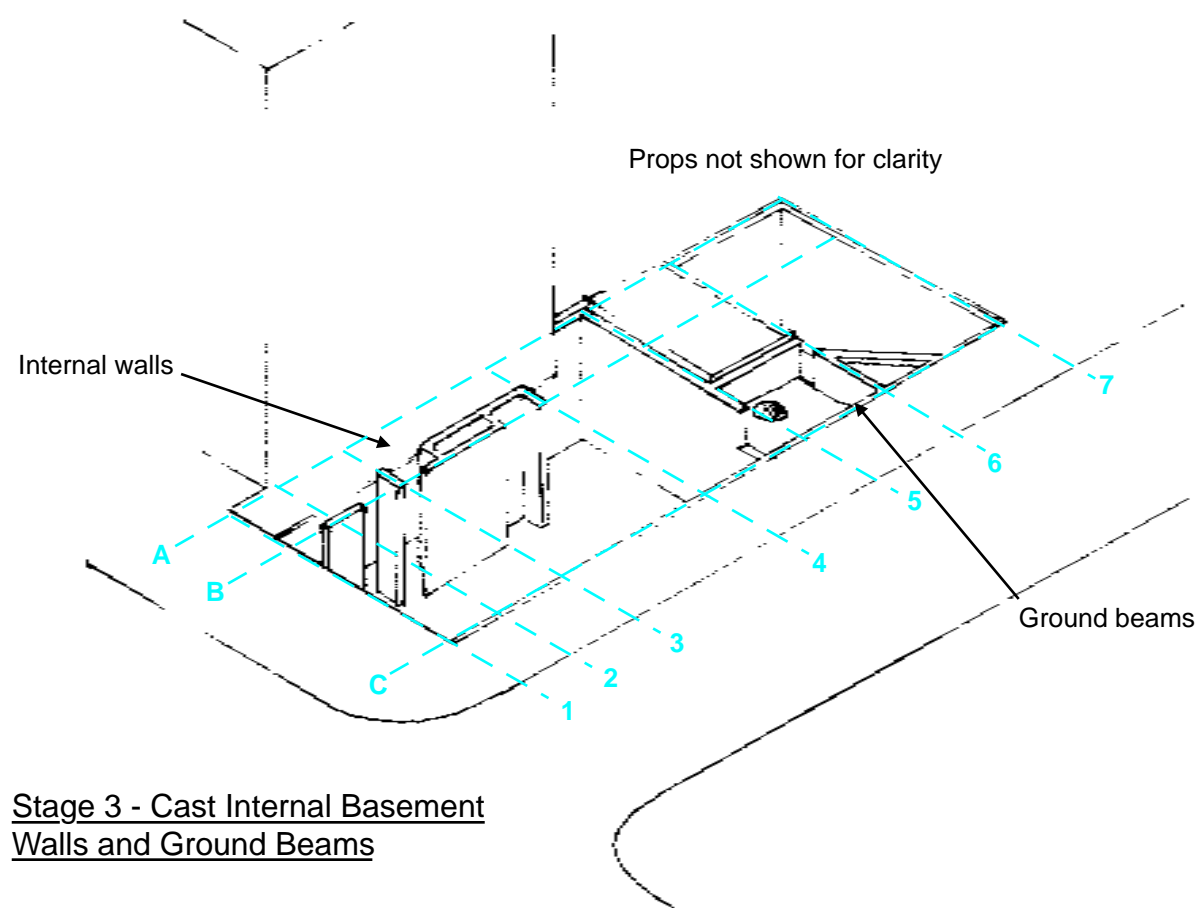 Props not shown for clarity
Internal walls
7
6
5
A
4
B
Ground beams
3
2
C
1
Stage 3 - Cast Internal Basement
Walls and Ground Beams